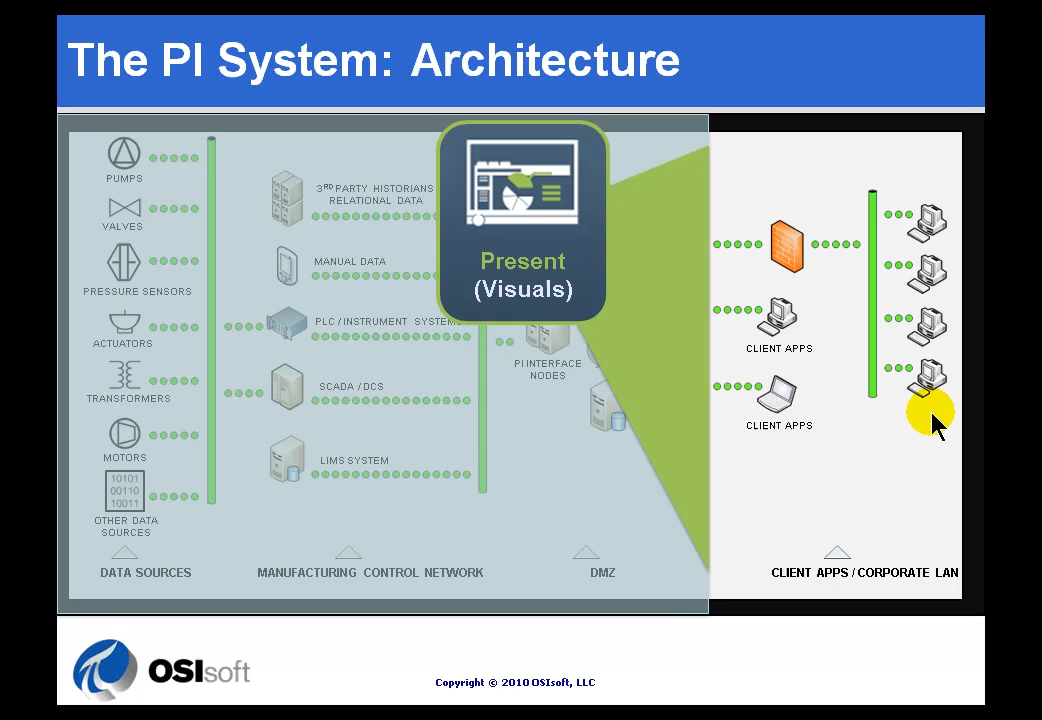 The PI System: Architecture
PUMPS
VALVES
PRESSURE SENSORS
ACTUATORS
TRANSFORMERS
MOTORS
10101
00110
10011
OTHER DATA
SOURCES
DATA SOURCES
3RD PARTY HISTORIANS
RELATIONAL DATA
MANUAL DATA
PLC / INSTRUMENT SYSTEMS
SCADA / DCS
LIMS SYSTEM
MANUFACTURING CONTROL NETWORK
Present
(Visuals)
PI INTERFACE
NODES
DMZ
CLIENT APPS
CLIENT APPS
CLIENT APPS / CORPORATE LAN
OSIsoft
Copyright © 2010 OSIsoft, LLC